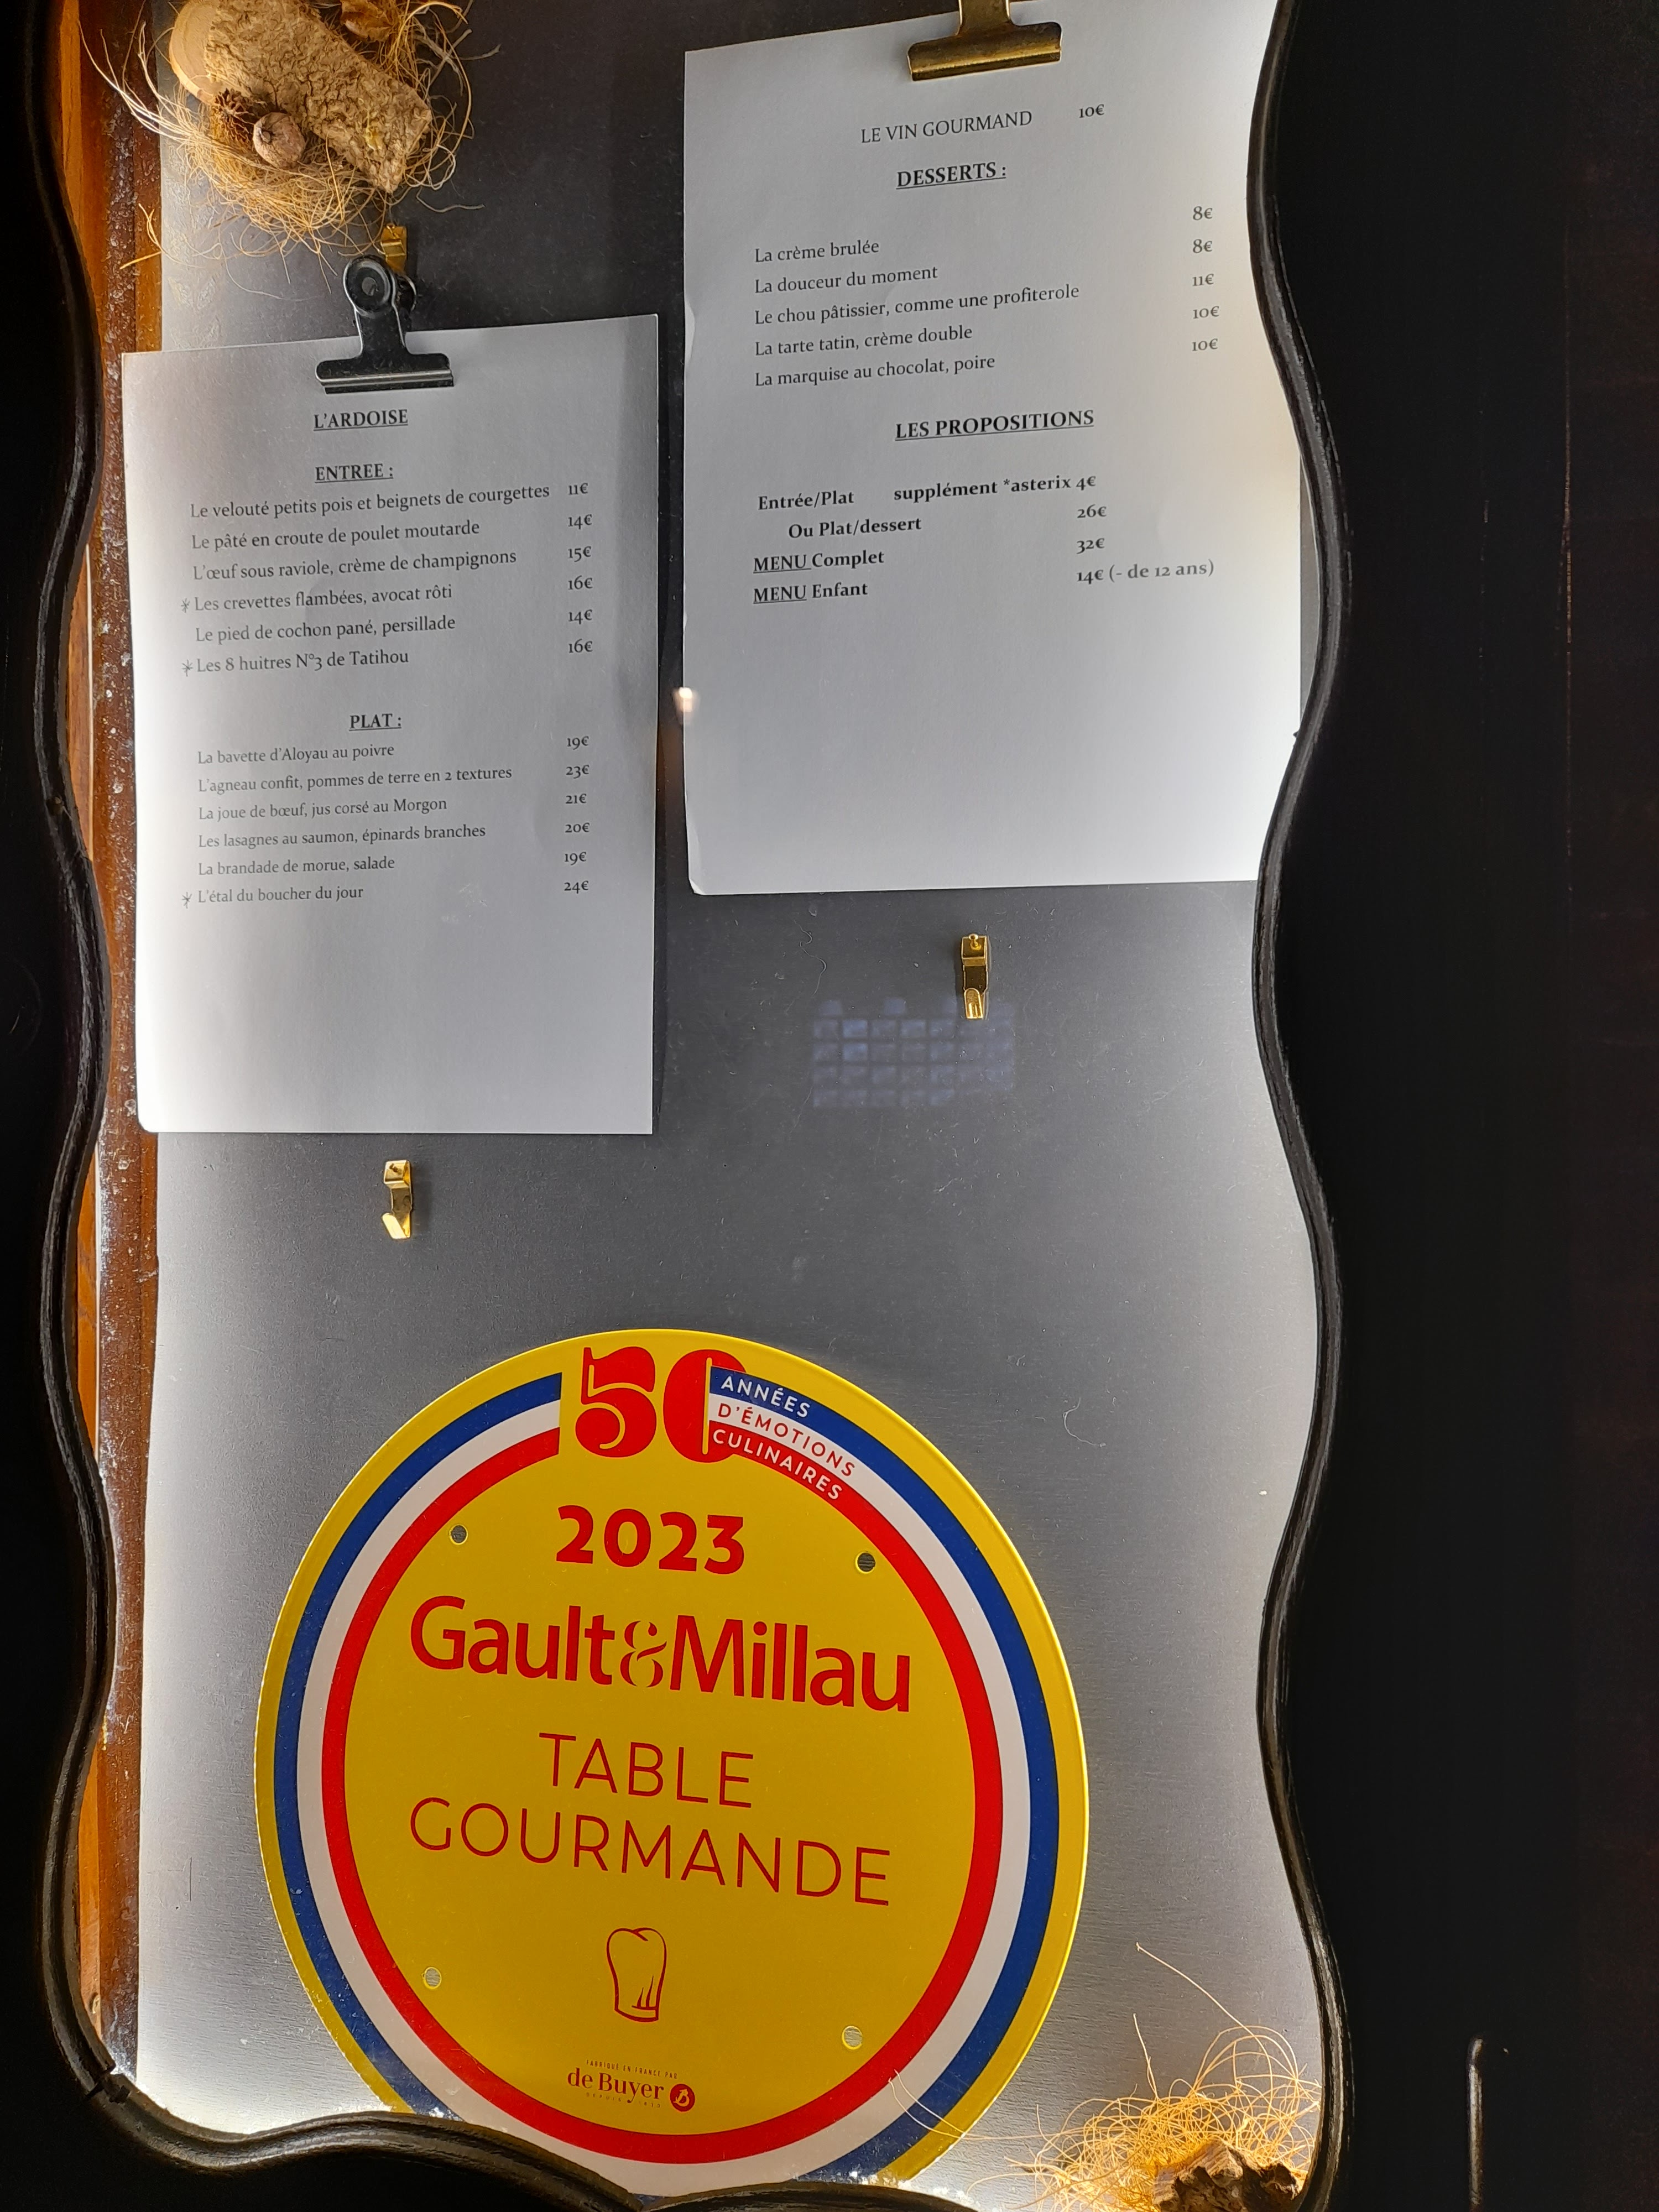 L'ARDOISE
ENTREE :
Le velouté petits pois et beignets de courgettes 11€
Le pâté en croute de poulet moutarde 14€
L'œuf sous raviole, crème de champignons 15€
* Les crevettes flambées, avocat rôti 16€
Le pied de cochon pané, persillade 14€
* Les 8 huitres N°3 de Tatihou 16€
PLAT :
La bavette d'Aloyau au poivre 19€
L'agneau confit, pommes de terre en 2 textures 23€
La joue de bœuf, jus corsé au Morgon 21€
Les lasagnes au saumon, épinards branches 20€
La brandade de morue, salade 19€
* L'étal du boucher du jour 24€
LE VIN GOURMAND 10€
DESSERTS :
La crème brulée 8€
La douceur du moment 8€
Le chou pâtissier, comme une profiterole 11€
La tarte tatin, crème double 10€
La marquise au chocolat, poire 10€
LES PROPOSITIONS
Entrée/Plat supplément *asterix 4€
Ou Plat/dessert 26€
MENU Complet 32€
MENU Enfant 14€ (- de 12 ans)
50 ANNÉES
D'ÉMOTIONS
CULINAIRES
2023
Gault&Millau
TABLE
GOURMANDE
FABRIQUÉ EN FRANCE PAR
de Buyer